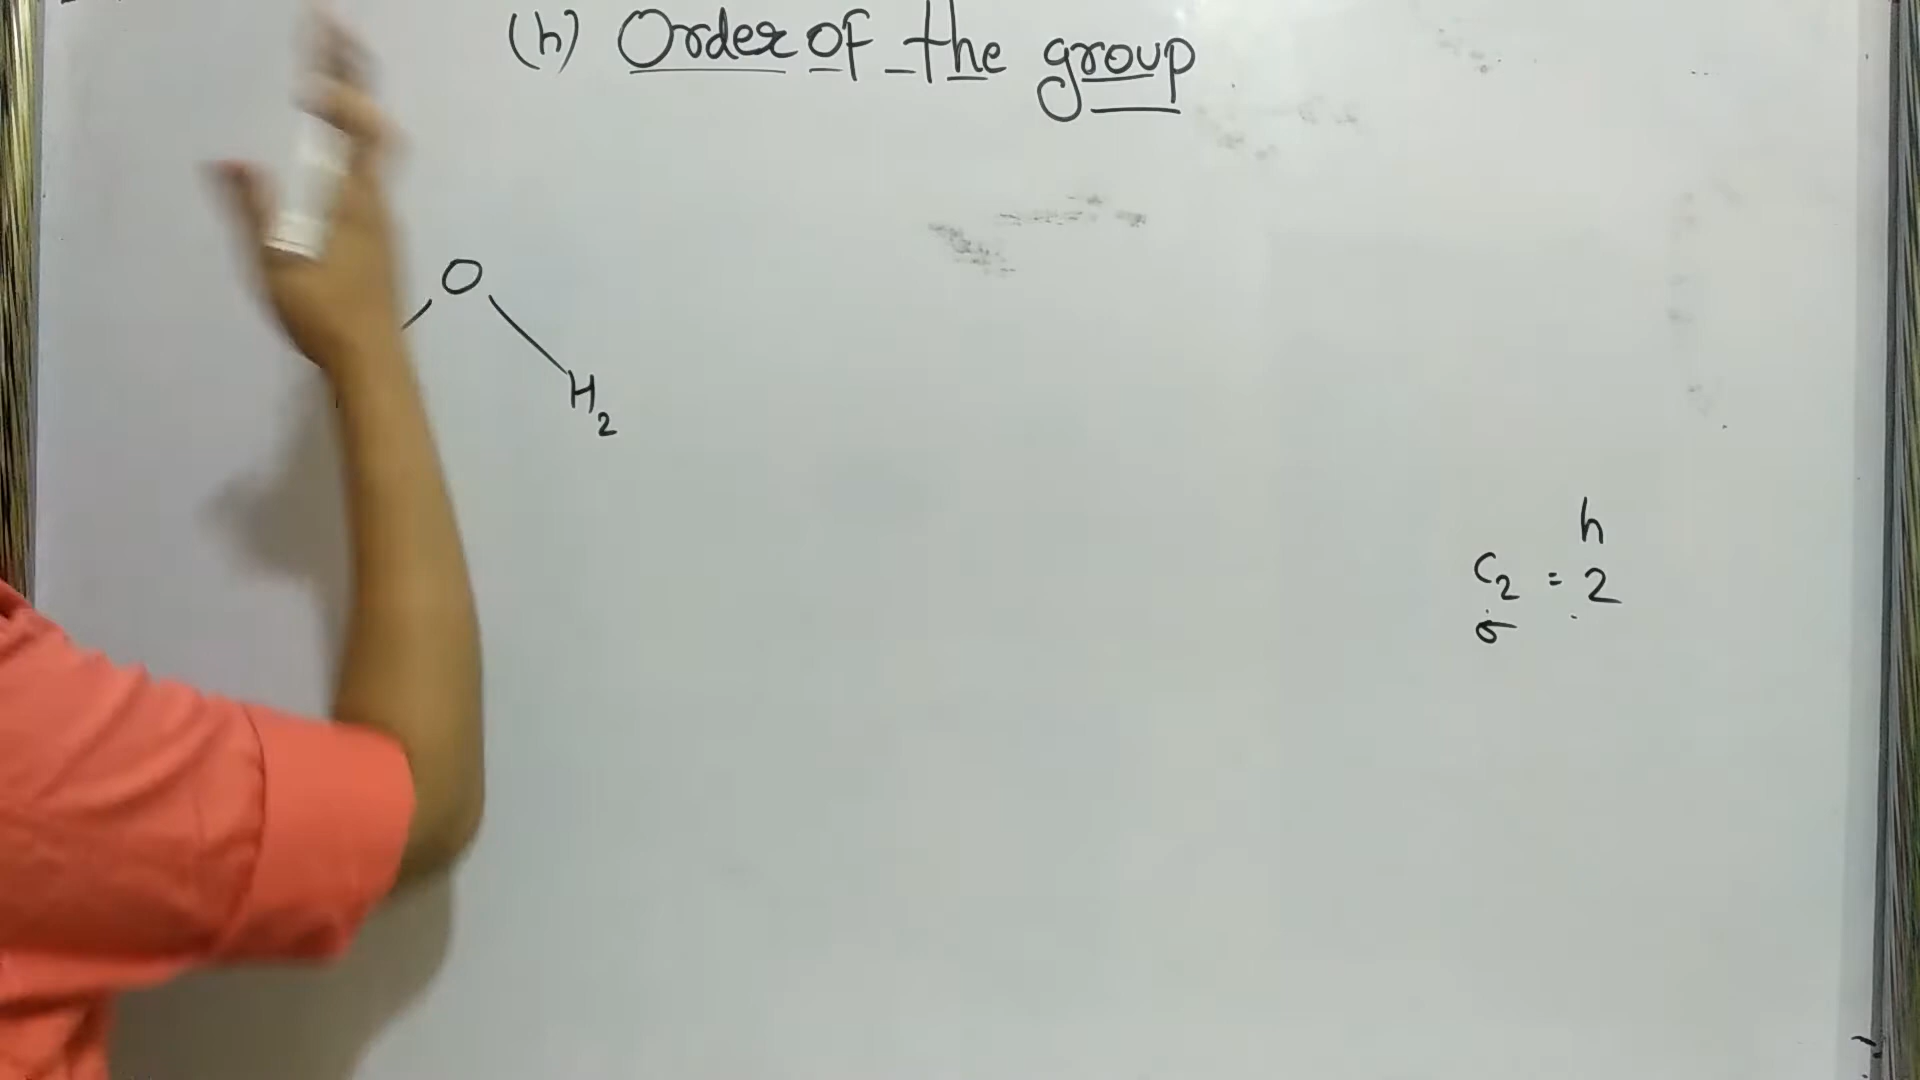 (h) Order of the group
O
H2
h
C2 = 2
σ